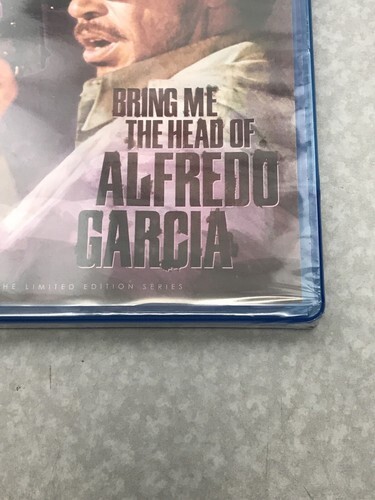 BRING ME
THE HEAD OF
ALFREDO
GARCIA
THE LIMITED EDITION SERIES